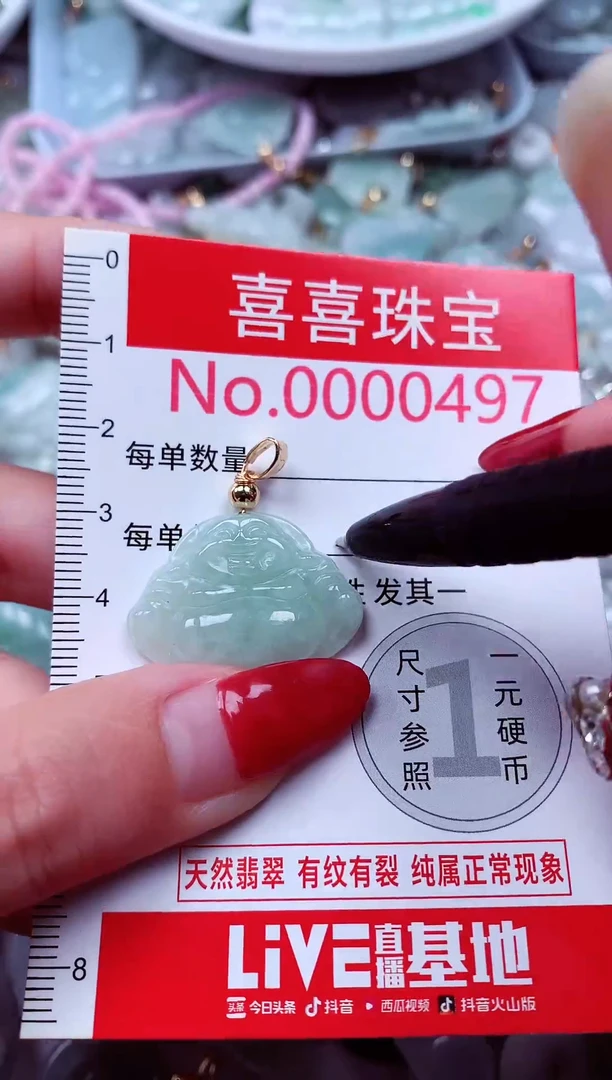 0
喜喜珠宝
1
No.0000497
2
每单数量
3
每单
发其一
4
尺寸参照
1
一元硬币
天然翡翠 有纹有裂 纯属正常现象
8
LiVE直播基地
头条 今日头条 抖音 西瓜视频 抖音火山版